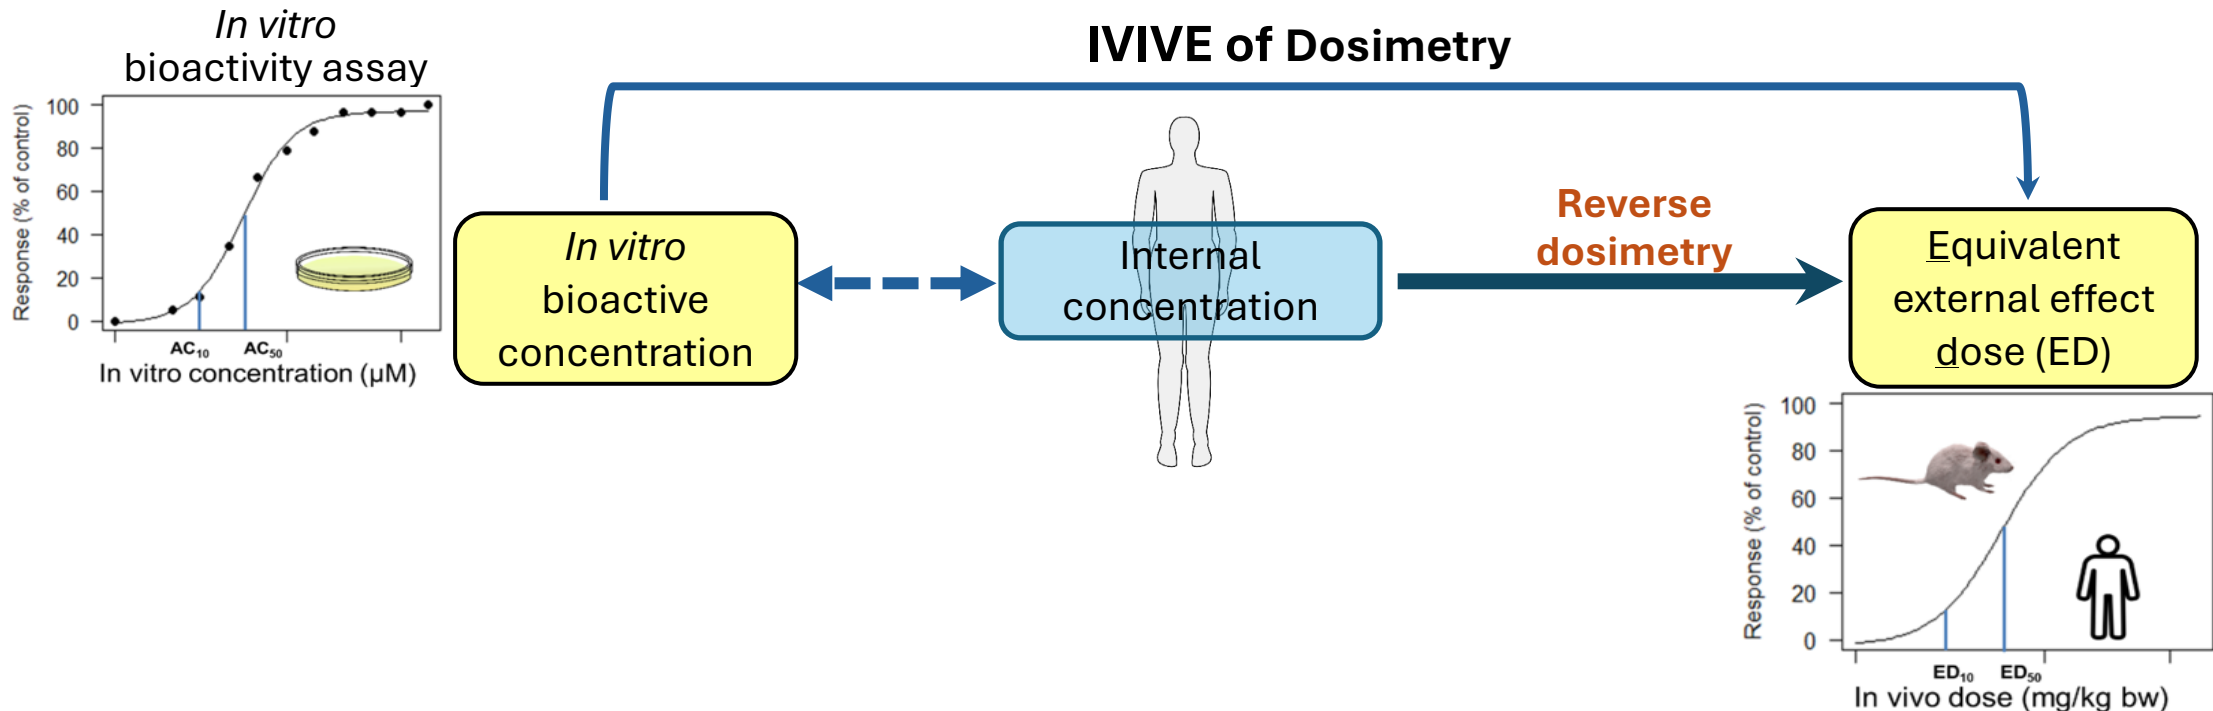 In vitro
bioactivity assay
Response (% of control)
100
80
60
40
20
0
AC10 AC50
In vitro concentration (µM)
IVIVE of Dosimetry
In vitro
bioactive
concentration
Internal
concentration
Reverse
dosimetry
Equivalent
external effect
dose (ED)
Response (% of control)
100
80
60
40
20
0
ED10 ED50
In vivo dose (mg/kg bw)